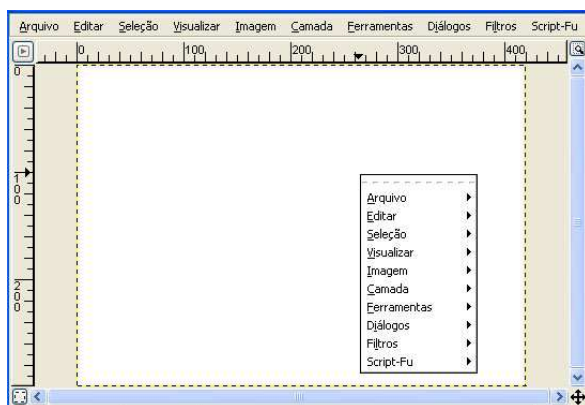 Arquivo Editar Seleção Visualizar Imagem Camada Ferramentas Diálogos Filtros Script-Fu
0 100 200 300 400
0
100
200
Arquivo
Editar
Seleção
Visualizar
Imagem
Camada
Ferramentas
Diálogos
Filtros
Script-Fu